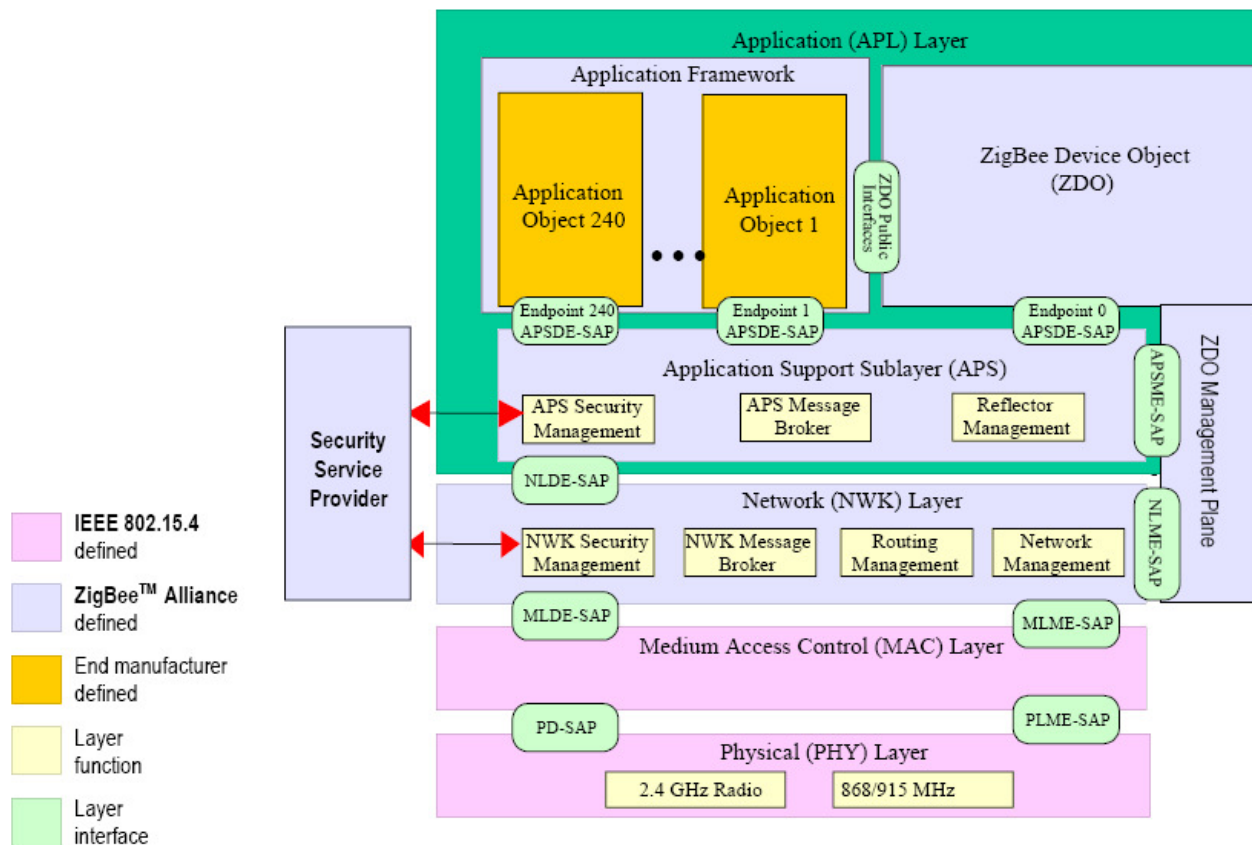 Application (APL) Layer
Application Framework
Application
Object 240
Application
Object 1
ZDO Public
Interfaces
ZigBee Device Object
(ZDO)
Endpoint 240
APSDE-SAP
Endpoint 1
APSDE-SAP
Endpoint 0
APSDE-SAP
Application Support Sublayer (APS)
APS Security
Management
APS Message
Broker
Reflector
Management
APSME-SAP
ZDO Management Plane
Security
Service
Provider
NLDE-SAP
Network (NWK) Layer
NWK Security
Management
NWK Message
Broker
Routing
Management
Network
Management
NLME-SAP
MLDE-SAP
MLME-SAP
Medium Access Control (MAC) Layer
PD-SAP
PLME-SAP
Physical (PHY) Layer
2.4 GHz Radio
868/915 MHz
IEEE 802.15.4
defined
ZigBee™ Alliance
defined
End manufacturer
defined
Layer
function
Layer
interface